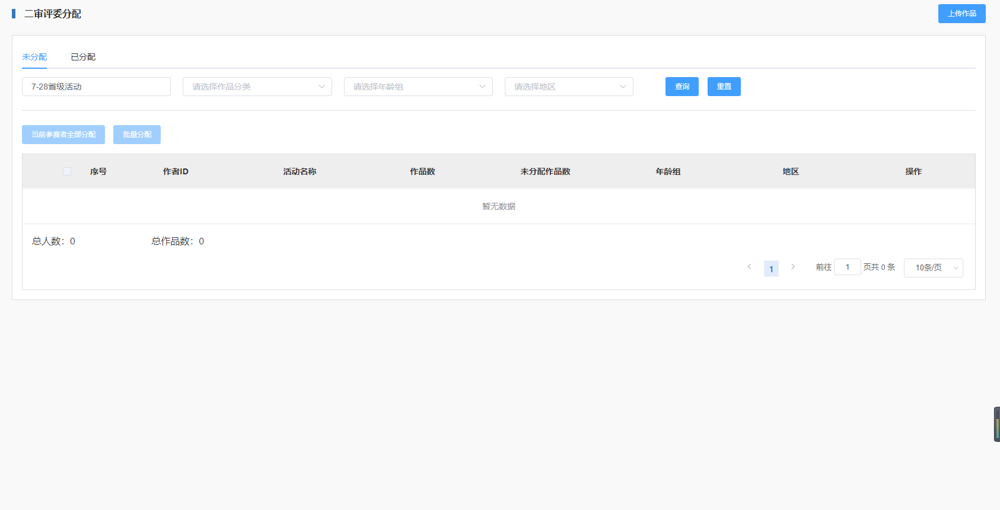 二审评委分配
上传作品
未分配 已分配
7-28省级活动 请选择作品分类 请选择年龄组 请选择地区 查询 重置
当前参赛者全部分配 批量分配
序号 作者ID 活动名称 作品数 未分配作品数 年龄组 地区 操作
暂无数据
总人数：0 总作品数：0
1 前往 1 页共 0 条 10条/页